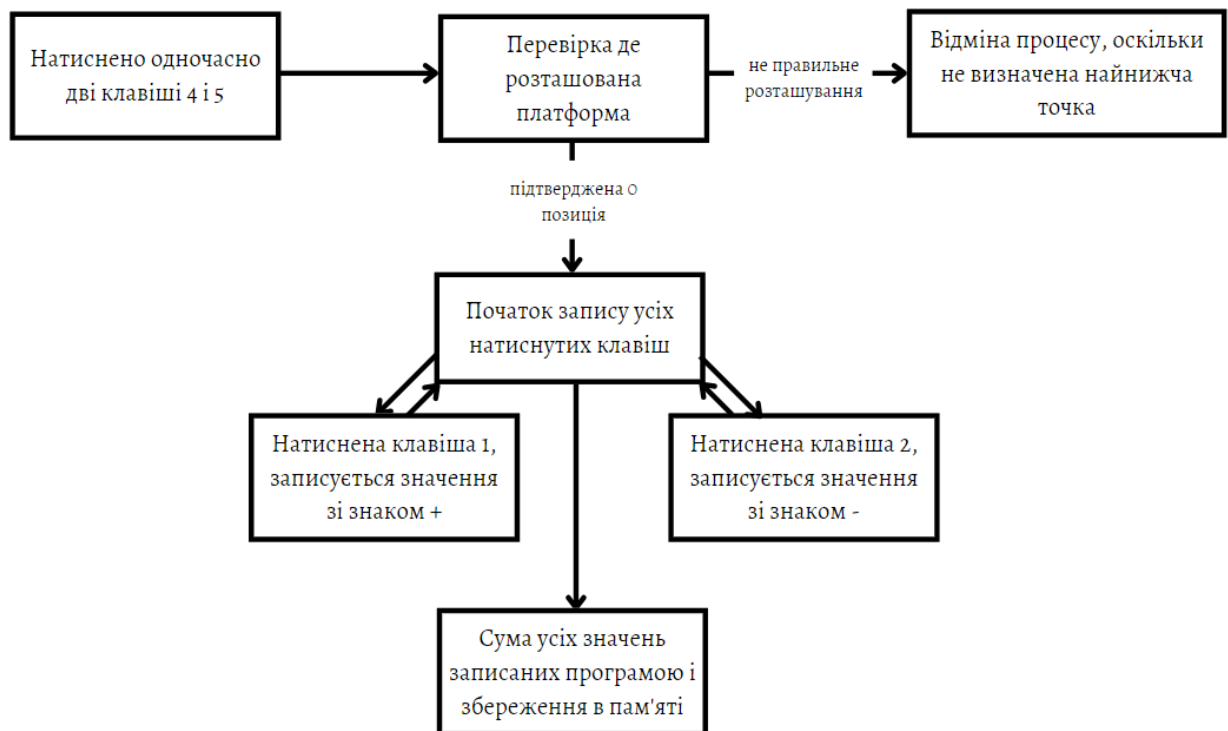 Натиснено одночасно
дві клавіші 4 і 5
Перевірка де
розташована
платформа
не правильне
розташування
Відміна процесу, оскільки
не визначена найнижча
точка
підтверджена 0
позиція
Початок запису усіх
натиснутих клавіш
Натиснена клавіша 1,
записується значення
зі знаком +
Натиснена клавіша 2,
записується значення
зі знаком -
Сума усіх значень
записаних програмою і
збереження в пам'яті